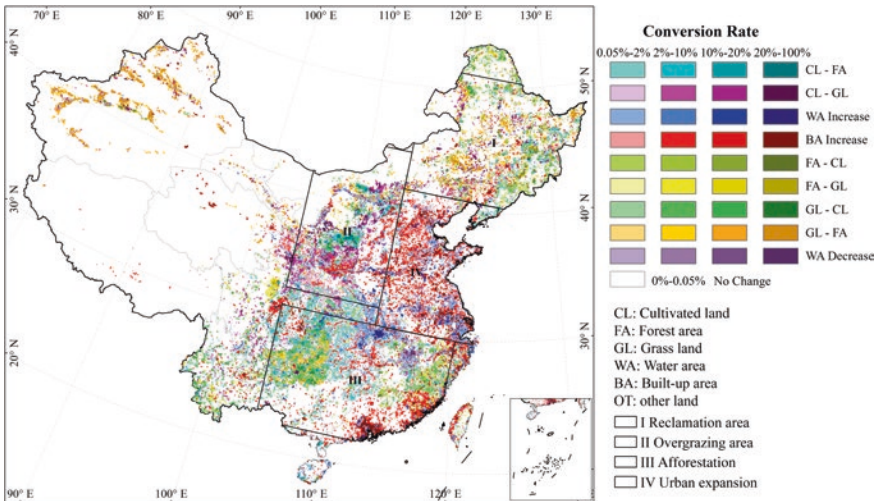 70° E 80° E 90° E 100° E 110° E 120° E 130° E
40° N
30° N
20° N
50° N
40° N
30° N
90° E 100° E 110° E 120° E
I
II
III
IV
Conversion Rate
0.05%-2% 2%-10% 10%-20% 20%-100%
CL - FA
CL - GL
WA Increase
BA Increase
FA - CL
FA - GL
GL - CL
GL - FA
WA Decrease
0%-0.05% No Change
CL: Cultivated land
FA: Forest area
GL: Grass land
WA: Water area
BA: Built-up area
OT: other land
I Reclamation area
II Overgrazing area
III Afforestation
IV Urban expansion